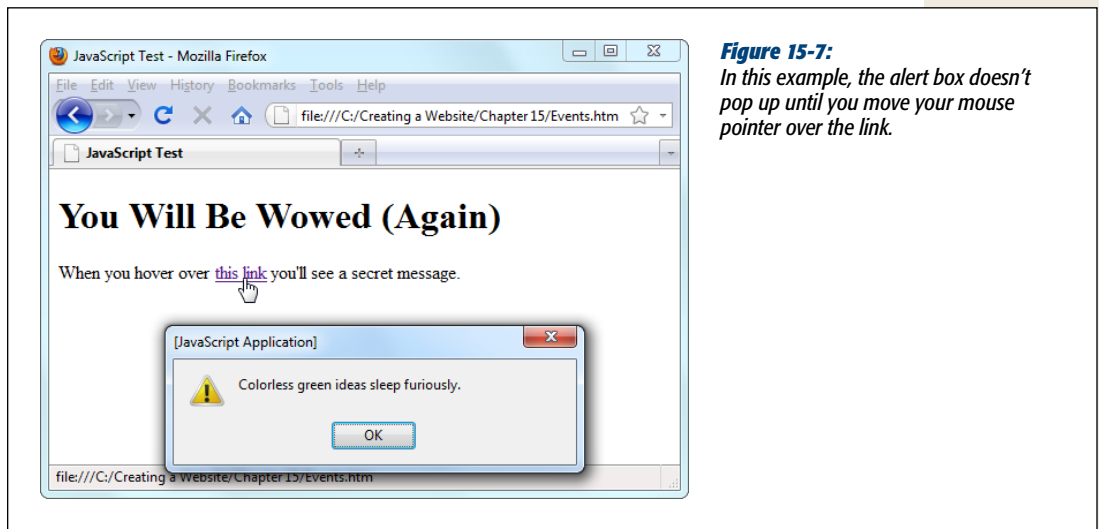 JavaScript Test - Mozilla Firefox
File Edit View History Bookmarks Tools Help
file:///C:/Creating a Website/Chapter 15/Events.htm
JavaScript Test
You Will Be Wowed (Again)
When you hover over this link you'll see a secret message.
[JavaScript Application]
Colorless green ideas sleep furiously.
OK
file:///C:/Creating a Website/Chapter 15/Events.htm
Figure 15-7:
In this example, the alert box doesn't
pop up until you move your mouse
pointer over the link.